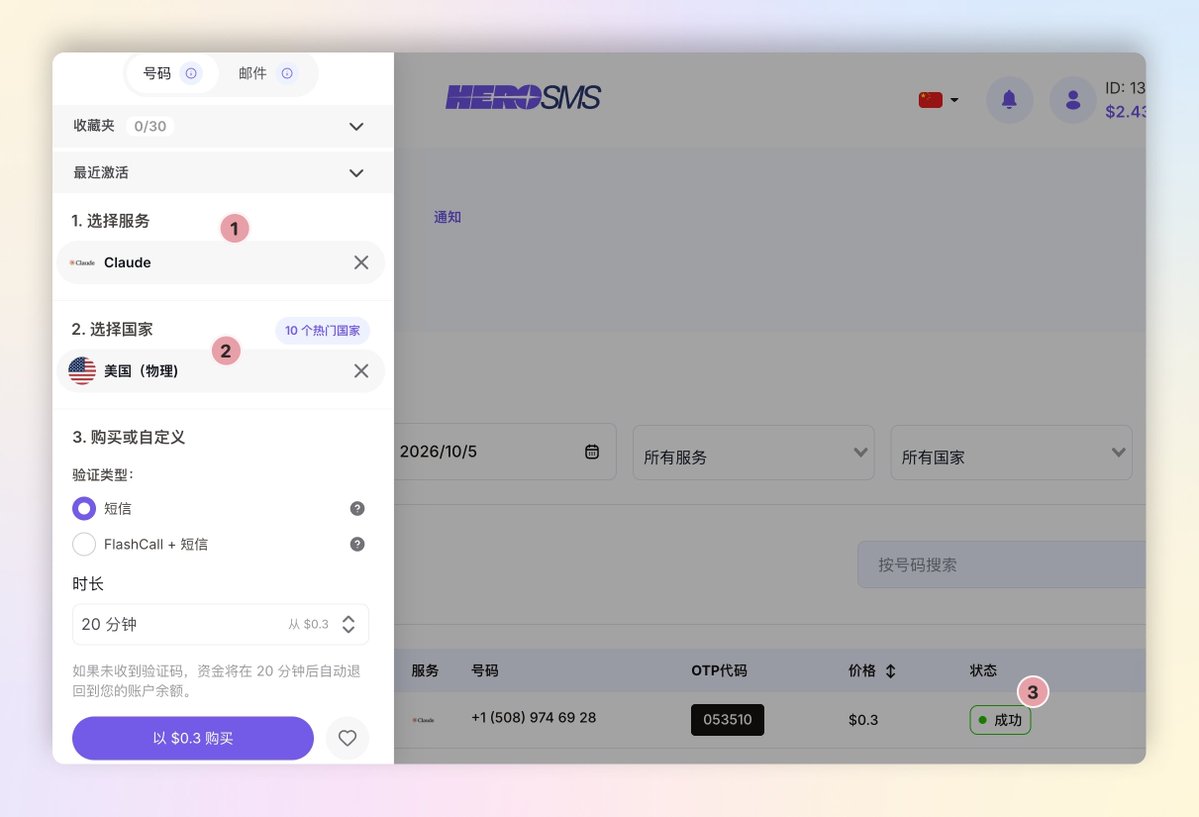 号码
邮件
收藏夹 0/30
最近激活
1. 选择服务
1
Claude
Claude
2. 选择国家
10 个热门国家
2
美国（物理）
3. 购买或自定义
验证类型：
短信
FlashCall + 短信
时长
20 分钟
从 $0.3
如果未收到验证码，资金将在 20 分钟后自动退
回到您的账户余额。
以 $0.3 购买
HEROSMS
ID: 13
$2.43
通知
2026/10/5
所有服务
所有国家
按号码搜索
服务 号码 OTP代码 价格 状态
3
Claude +1 (508) 974 69 28 053510 $0.3 成功